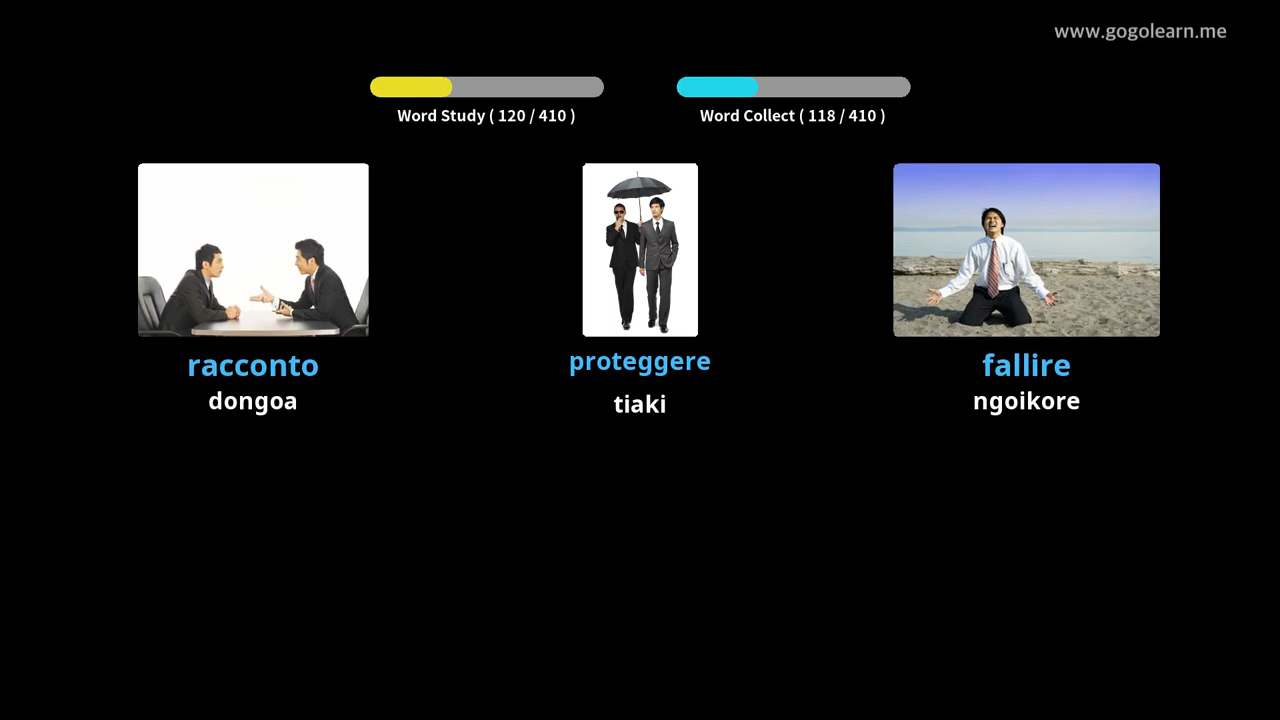 www.gogolearn.me
Word Study ( 120 / 410 )
Word Collect ( 118 / 410 )
racconto
dongoa
proteggere
tiaki
fallire
ngoikore